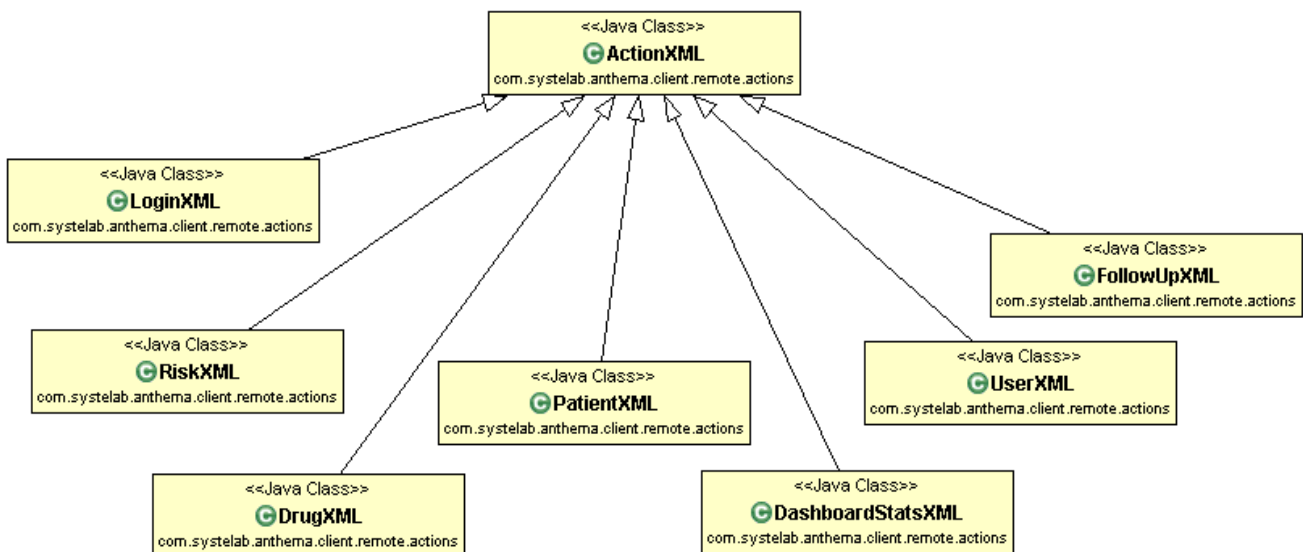 <<Java Class>>
ActionXML
com.systelab.anthema.client.remote.actions
<<Java Class>>
LoginXML
com.systelab.anthema.client.remote.actions
<<Java Class>>
FollowUpXML
com.systelab.anthema.client.remote.actions
<<Java Class>>
RiskXML
com.systelab.anthema.client.remote.actions
<<Java Class>>
UserXML
com.systelab.anthema.client.remote.actions
<<Java Class>>
PatientXML
com.systelab.anthema.client.remote.actions
<<Java Class>>
DrugXML
com.systelab.anthema.client.remote.actions
<<Java Class>>
DashboardStatsXML
com.systelab.anthema.client.remote.actions